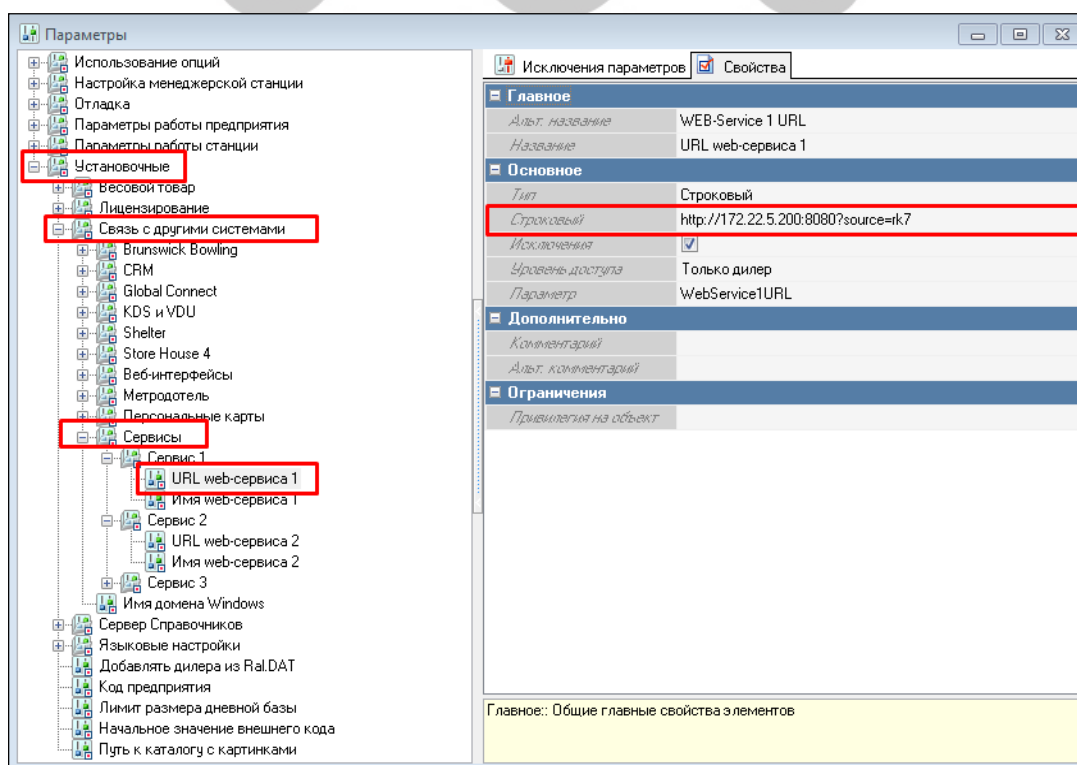 Параметры
Использование опций
Настройка менеджерской станции
Отладка
Параметры работы предприятия
Параметры работы станции
Установочные
Весовой товар
Лицензирование
Связь с другими системами
Brunswick Bowling
CRM
Global Connect
KDS и VDU
Shelter
Store House 4
Веб-интерфейсы
Метродотель
Персональные карты
Сервисы
Сервис 1
URL web-сервиса 1
Имя web-сервиса 1
Сервис 2
URL web-сервиса 2
Имя web-сервиса 2
Сервис 3
Имя домена Windows
Сервер Справочников
Языковые настройки
Добавлять дилера из Ral.DAT
Код предприятия
Лимит размера дневной базы
Начальное значение внешнего кода
Путь к каталогу с картинками
Исключения параметров Свойства
Главное
Альт. название WEB-Service 1 URL
Название URL web-сервиса 1
Основное
Тип Строковый
Строковый http://172.22.5.200:8080?source=rk7
Исключения
Уровень доступа Только дилер
Параметр WebService1URL
Дополнительно
Комментарий
Альт. комментарий
Ограничения
Привилегия на объект
Главное:: Общие главные свойства элементов